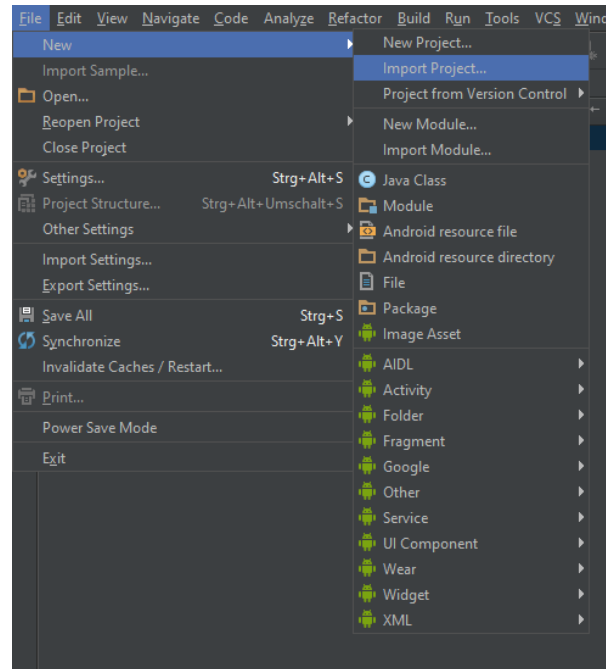 File Edit View Navigate Code Analyze Refactor Build Run Tools VCS
New
Import Sample...
Open...
Reopen Project
Close Project
Settings... Strg+Alt+S
Project Structure... Strg+Alt+Umschalt+S
Other Settings
Import Settings...
Export Settings...
Save All Strg+S
Synchronize Strg+Alt+Y
Invalidate Caches / Restart...
Print...
Power Save Mode
Exit
New Project...
Import Project...
Project from Version Control
New Module...
Import Module...
Java Class
Module
Android resource file
Android resource directory
File
Package
Image Asset
AIDL
Activity
Folder
Fragment
Google
Other
Service
UI Component
Wear
Widget
XML